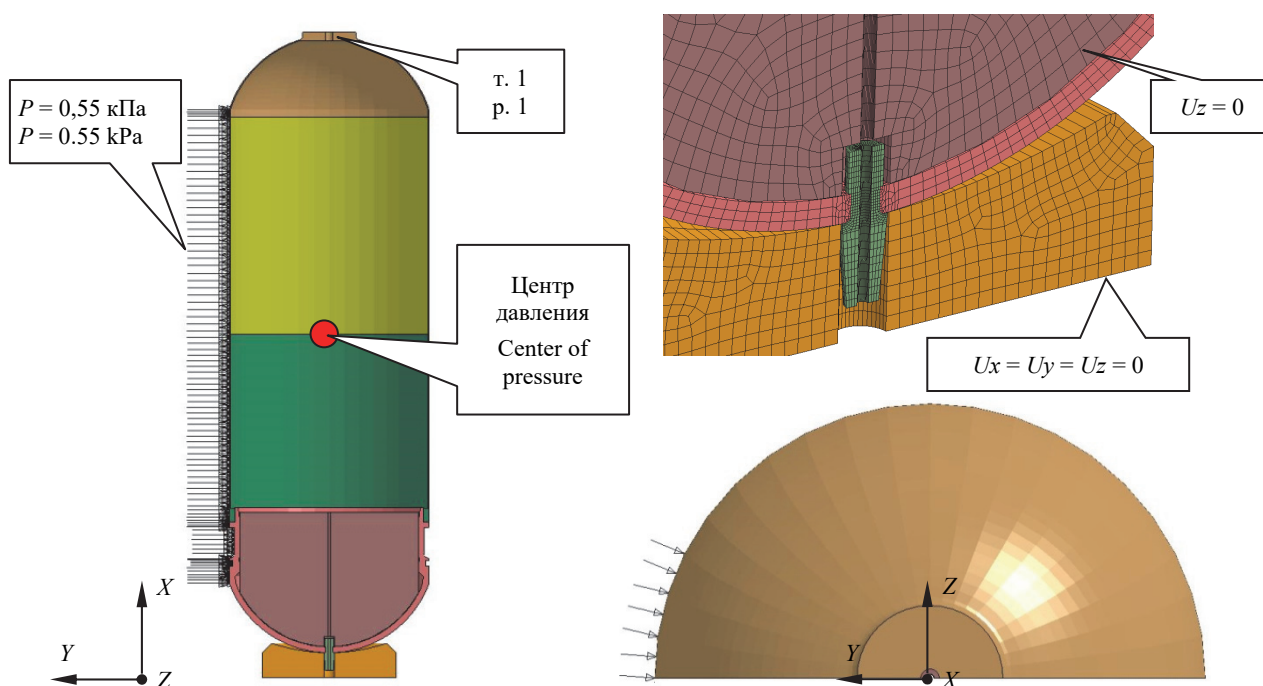 P = 0,55 кПа
P = 0.55 kPa
т. 1
р. 1
Центр
давления
Center of
pressure
X
Y
Z
Uz = 0
Ux = Uy = Uz = 0
Z
Y
X